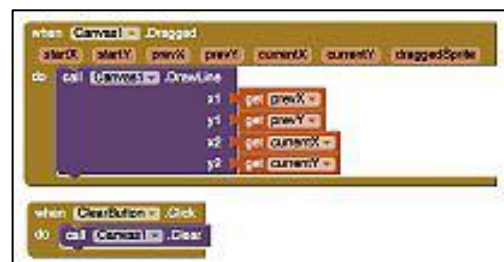 when Canvas1 .Dragged
startX startY prevX prevY currentX currentY draggedSprite
do call Canvas1 .DrawLine
x1 get prevX
y1 get prevY
x2 get currentX
y2 get currentY
when ClearButton .Click
do call Canvas1 .Clear